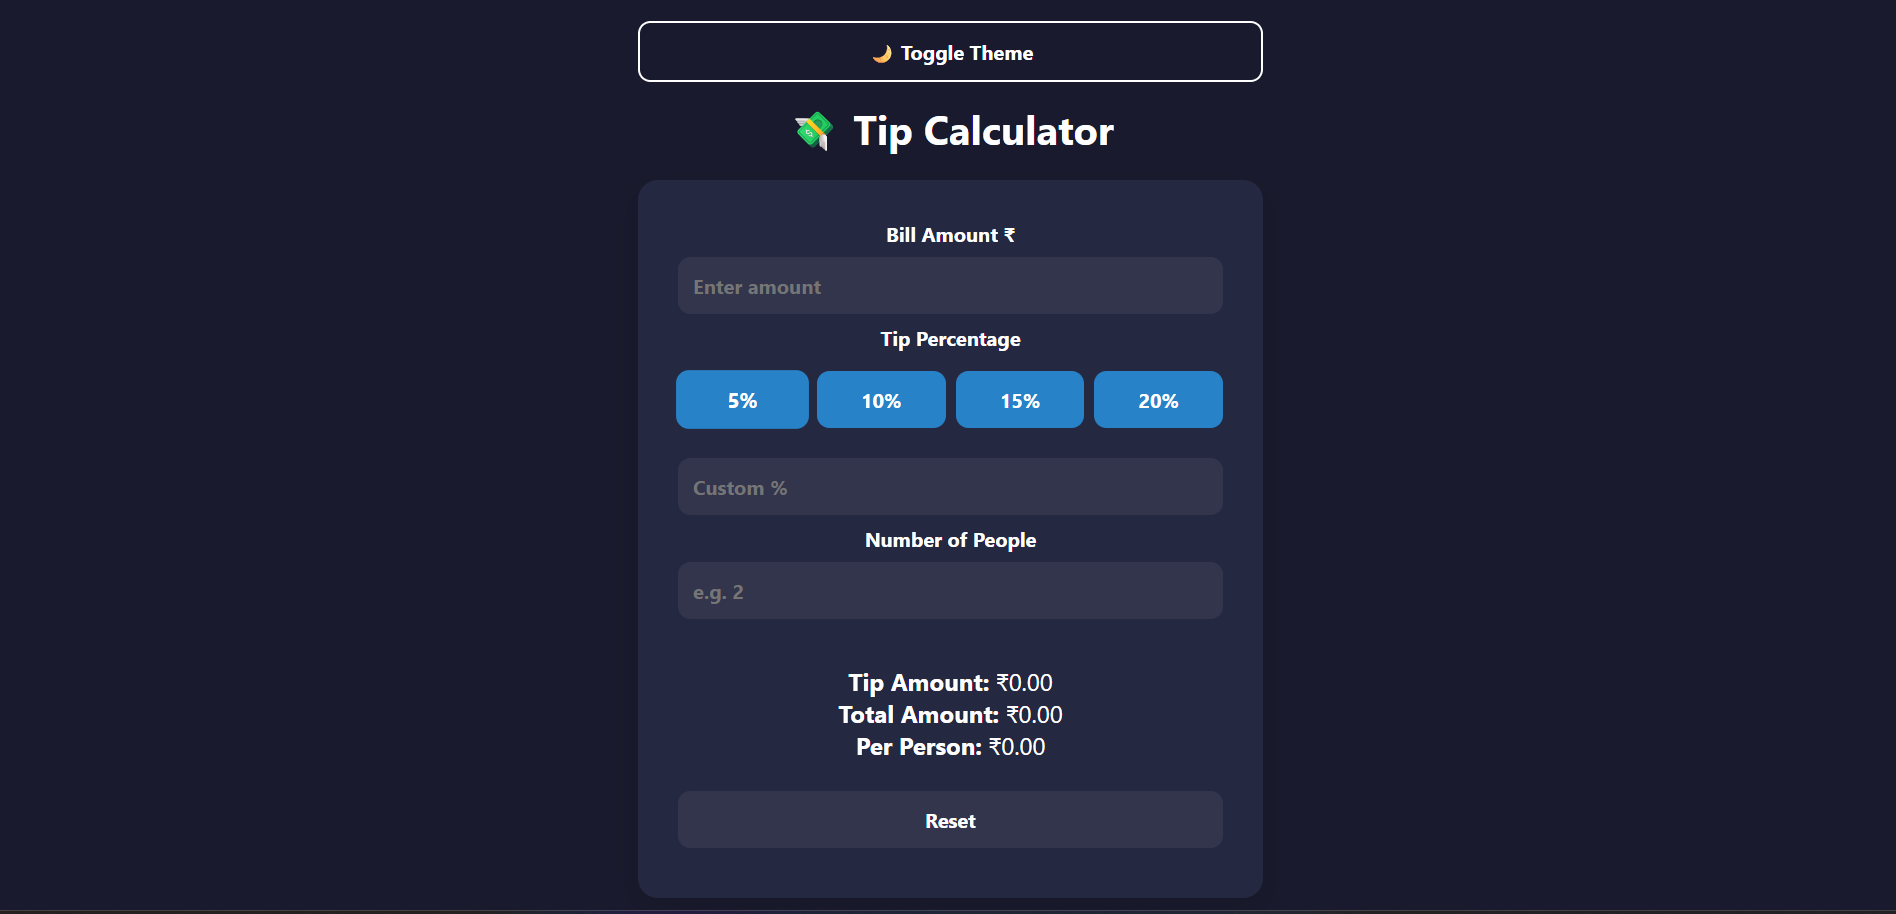 🌙 Toggle Theme
💸 Tip Calculator
Bill Amount ₹
Enter amount
Tip Percentage
5% 10% 15% 20%
Custom %
Number of People
e.g. 2
Tip Amount: ₹0.00
Total Amount: ₹0.00
Per Person: ₹0.00
Reset